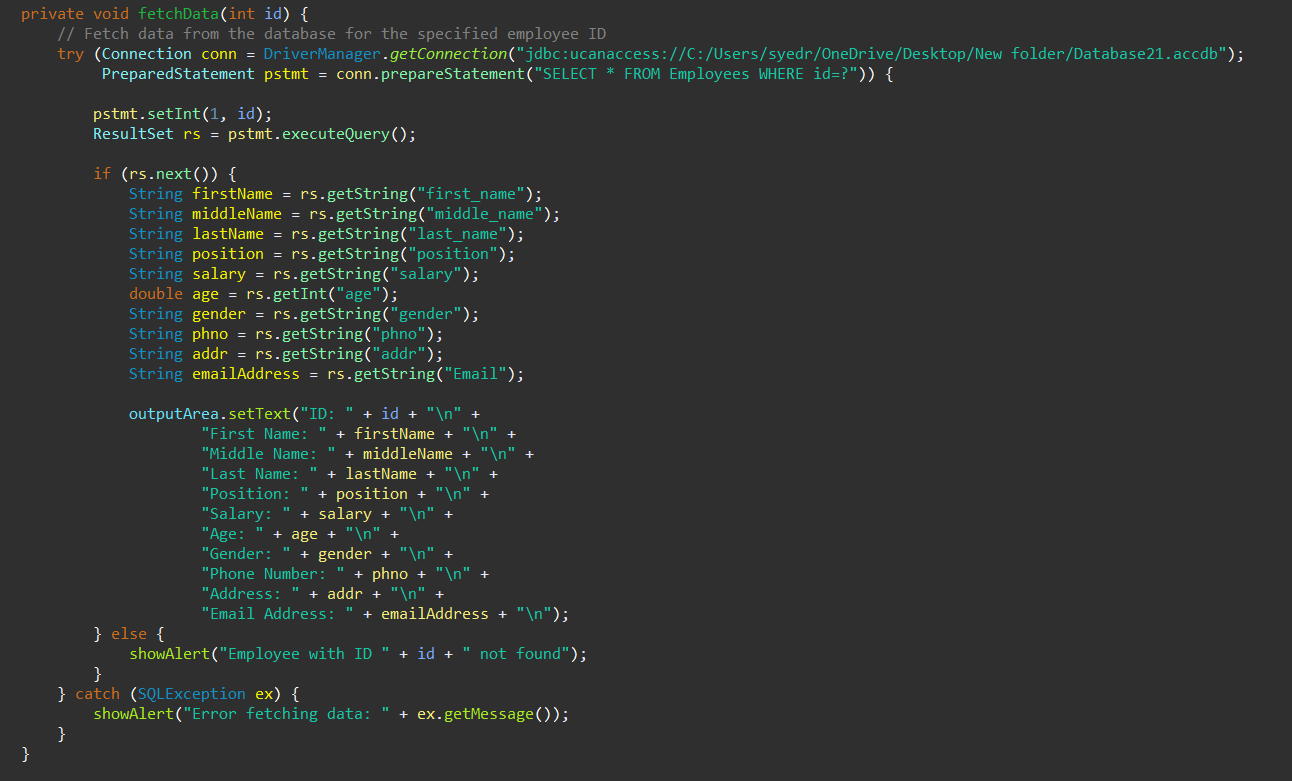 private void fetchData(int id) {
    // Fetch data from the database for the specified employee ID
    try (Connection conn = DriverManager.getConnection("jdbc:ucanaccess://C:/Users/syedr/OneDrive/Desktop/New folder/Database21.accdb");
         PreparedStatement pstmt = conn.prepareStatement("SELECT * FROM Employees WHERE id=?")) {

        pstmt.setInt(1, id);
        ResultSet rs = pstmt.executeQuery();

        if (rs.next()) {
            String firstName = rs.getString("first_name");
            String middleName = rs.getString("middle_name");
            String lastName = rs.getString("last_name");
            String position = rs.getString("position");
            String salary = rs.getString("salary");
            double age = rs.getInt("age");
            String gender = rs.getString("gender");
            String phno = rs.getString("phno");
            String addr = rs.getString("addr");
            String emailAddress = rs.getString("Email");

            outputArea.setText("ID: " + id + "\n" +
                    "First Name: " + firstName + "\n" +
                    "Middle Name: " + middleName + "\n" +
                    "Last Name: " + lastName + "\n" +
                    "Position: " + position + "\n" +
                    "Salary: " + salary + "\n" +
                    "Age: " + age + "\n" +
                    "Gender: " + gender + "\n" +
                    "Phone Number: " + phno + "\n" +
                    "Address: " + addr + "\n" +
                    "Email Address: " + emailAddress + "\n");
        } else {
            showAlert("Employee with ID " + id + " not found");
        }
    } catch (SQLException ex) {
        showAlert("Error fetching data: " + ex.getMessage());
    }
}